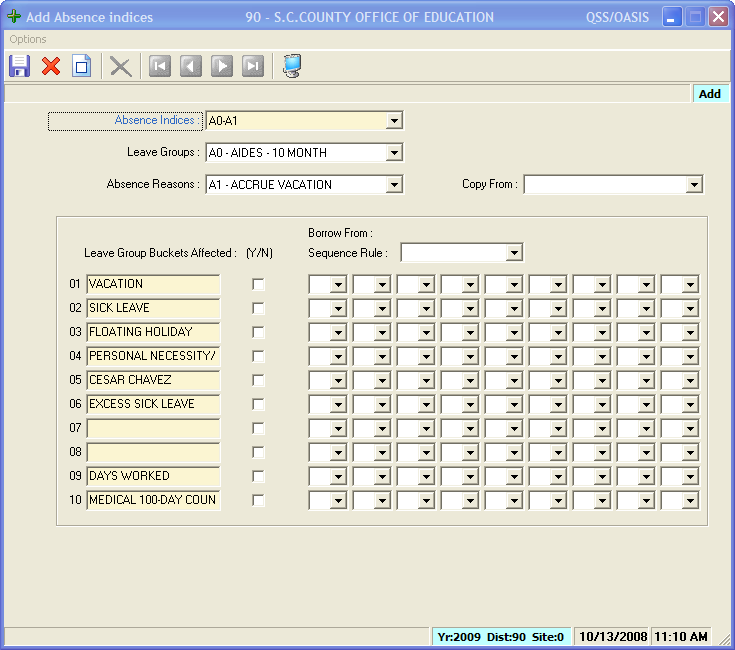 Add Absence indices 90 - S.C.COUNTY OFFICE OF EDUCATION QSS/OASIS
Options
Add
Absence Indices : A0-A1
Leave Groups : A0 - AIDES - 10 MONTH
Absence Reasons : A1 - ACCRUE VACATION Copy From :
Borrow From :
Leave Group Buckets Affected : (Y/N) Sequence Rule :
01 VACATION
02 SICK LEAVE
03 FLOATING HOLIDAY
04 PERSONAL NECESSITY/
05 CESAR CHAVEZ
06 EXCESS SICK LEAVE
07
08
09 DAYS WORKED
10 MEDICAL 100-DAY COUN
Yr:2009 Dist:90 Site:0 10/13/2008 11:10 AM